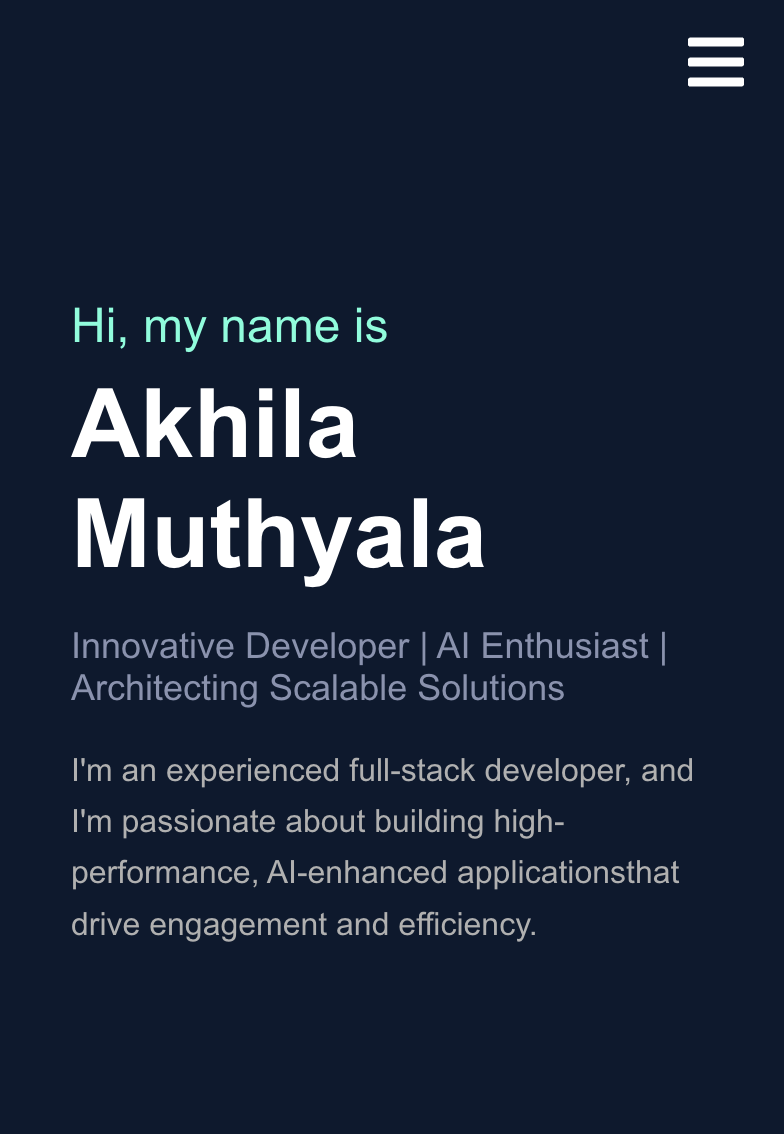 Hi, my name is
Akhila
Muthyala
Innovative Developer | AI Enthusiast |
Architecting Scalable Solutions
I'm an experienced full-stack developer, and
I'm passionate about building high-
performance, AI-enhanced applicationsthat
drive engagement and efficiency.